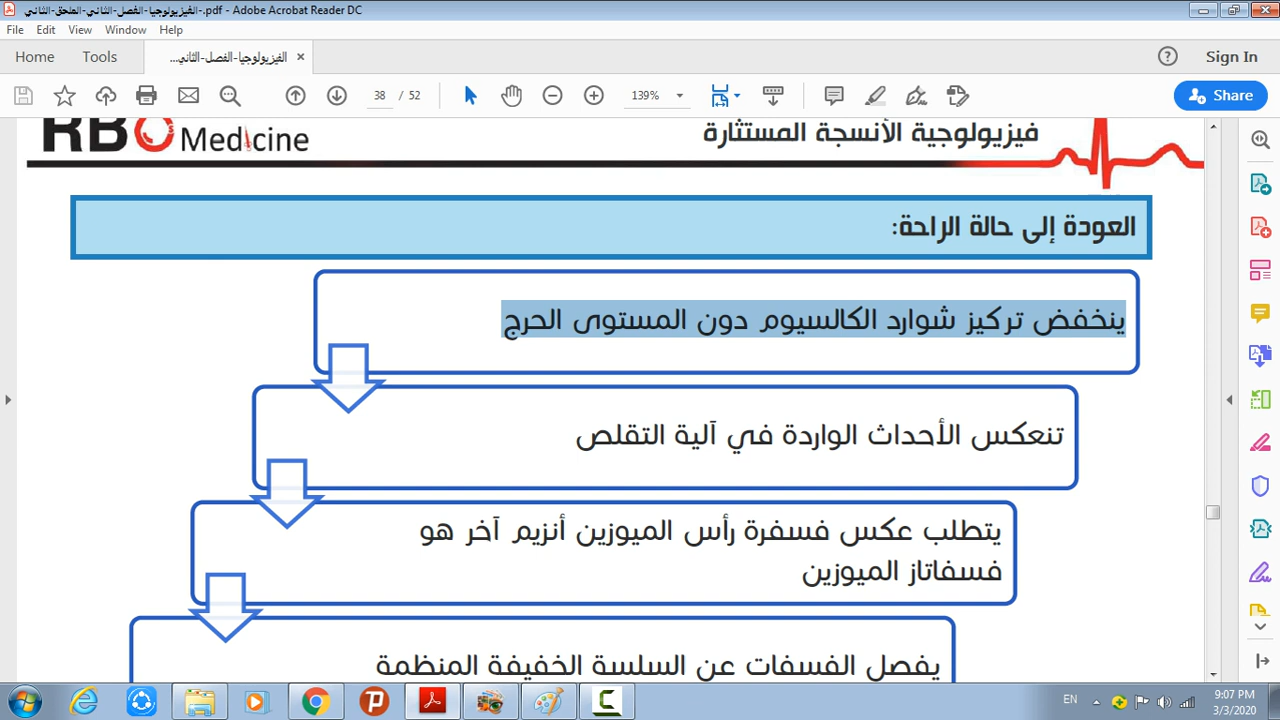 الفيزيولوجيا-الفصل-الثاني-الملحق-الثاني-.pdf - Adobe Acrobat Reader DC
File Edit View Window Help
Home Tools الفيزيولوجيا-الفصل-الثاني... × Sign In
38 / 52 139% Share
RBO Medicine
فيزيولوجية الأنسجة المستثارة
العودة إلى حالة الراحة:
ينخفض تركيز شوارد الكالسيوم دون المستوى الحرج
تنعكس الأحداث الواردة في آلية التقلص
يتطلب عكس فسفرة رأس الميوزين أنزيم آخر هو
فسفاتاز الميوزين
يفصل الفسفات عن السلسة الخفيفة المنظمة
EN 9:07 PM
3/3/2020